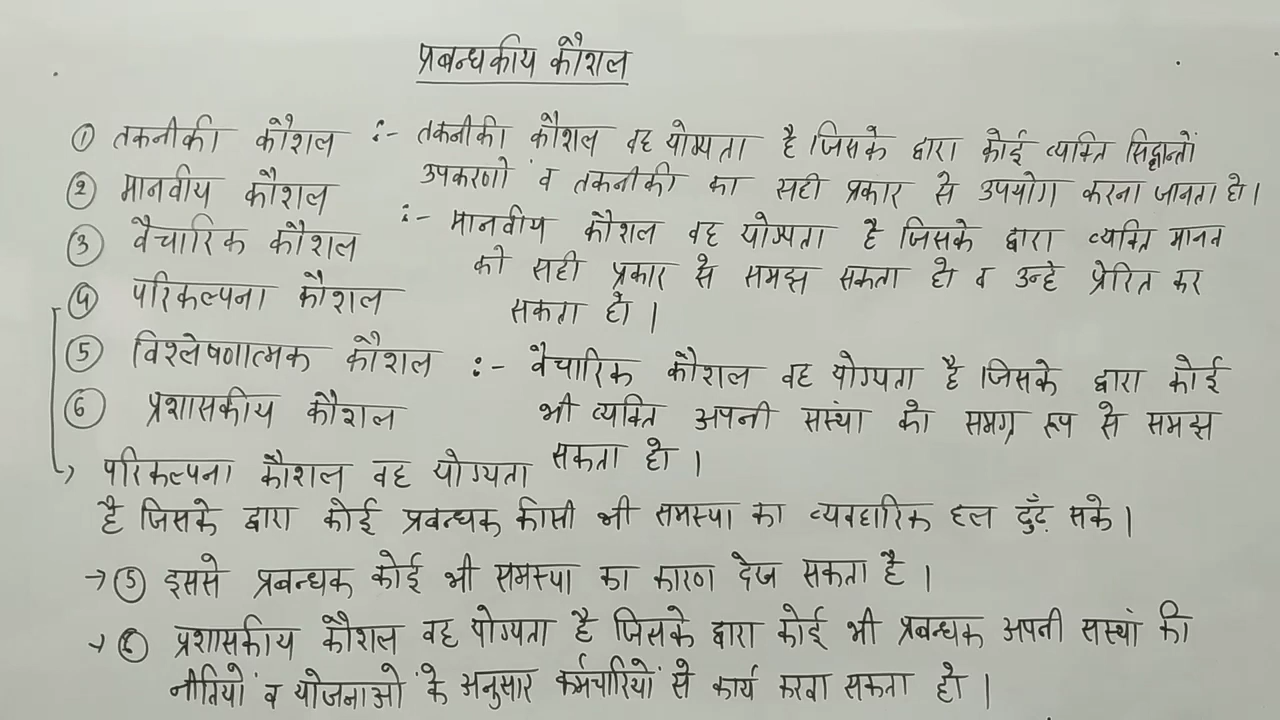 प्रबन्धकीय कौशल
① तकनीकी कौशल :- तकनीकी कौशल वह योग्यता है जिसके द्वारा कोई व्यक्ति सिद्धान्तों
उपकरणों व तकनीकी का सही प्रकार से उपयोग करना जानता हो।
② मानवीय कौशल
:- मानवीय कौशल वह योग्यता है जिसके द्वारा व्यक्ति मानव
③ वैचारिक कौशल
को सही प्रकार से समझ सकता हो व उन्हे प्रेरित कर
④ परिकल्पना कौशल
सकता हो।
⑤ विश्लेषणात्मक कौशल :- वैचारिक कौशल वह योग्यता है जिसके द्वारा कोई
⑥ प्रशासकीय कौशल
भी व्यक्ति अपनी संस्था को समग्र रूप से समझ
सकता हो।
→ परिकल्पना कौशल वह योग्यता
है जिसके द्वारा कोई प्रबन्धक कीसी भी समस्या का व्यवहारिक हल ढुँढ़ सके।
→ ⑤ इससे प्रबन्धक कोई भी समस्या का कारण देख सकता है।
→ ⑥ प्रशासकीय कौशल वह योग्यता है जिसके द्वारा कोई भी प्रबन्धक अपनी संस्था की
नीतियों व योजनाओं के अनुसार कर्मचारियों से कार्य करवा सकता हो।